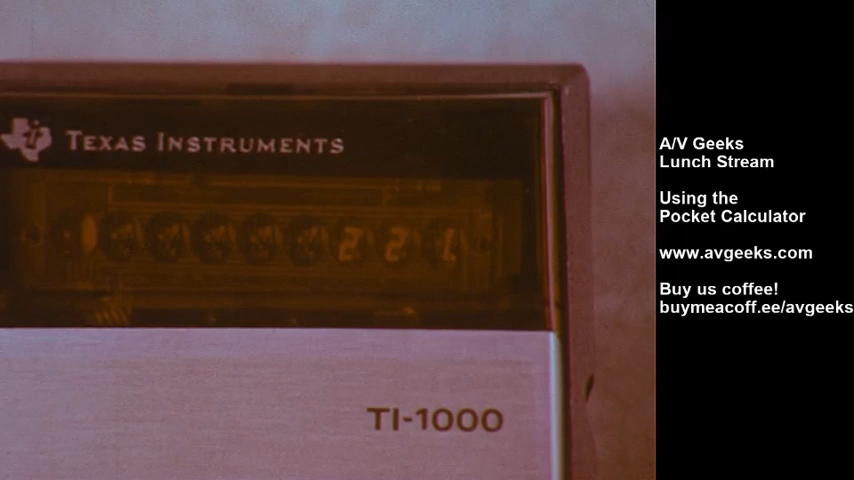 TEXAS INSTRUMENTS
221
TI-1000
A/V Geeks
Lunch Stream
Using the
Pocket Calculator
www.avgeeks.com
Buy us coffee!
buymeacoff.ee/avgeeks